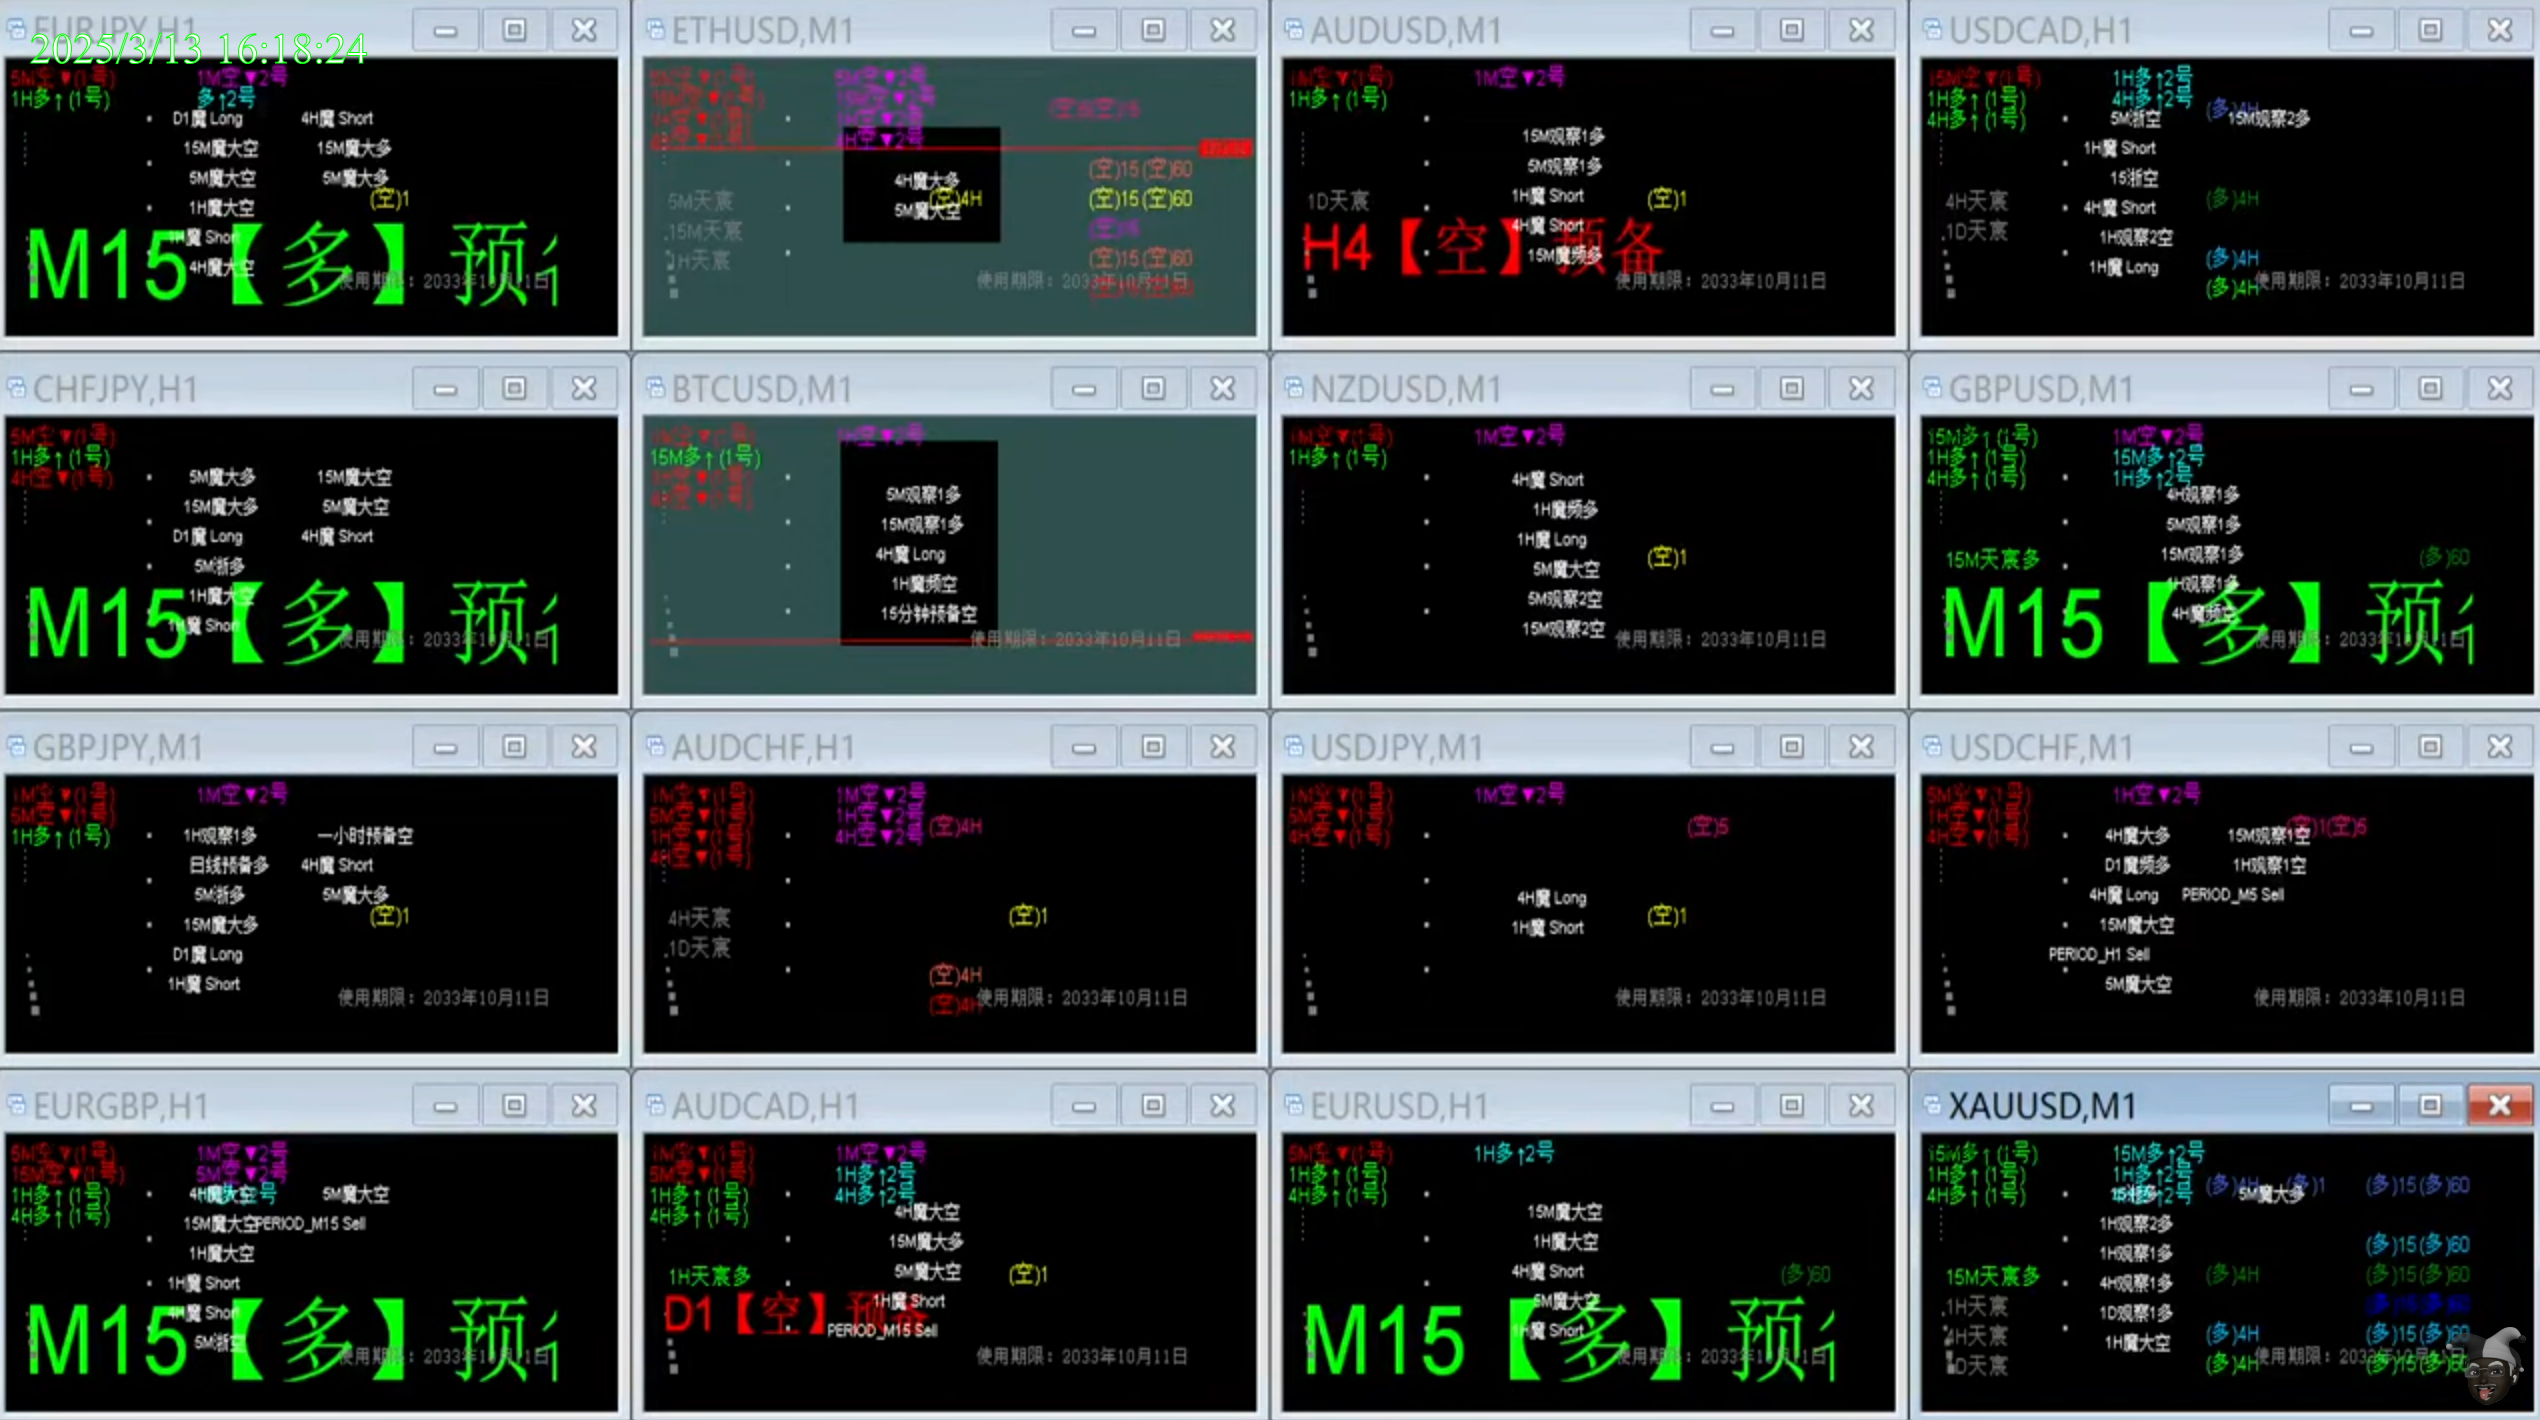 EURJPY,H1
2025/3/13 16:18:24
5M空▼(1号) 1M空▼2号
1H多↑(1号) 多↑2号
D1魔 Long 4H魔 Short
15M魔大空 15M魔大多
5M魔大空 5M魔大多
(空)1
1H魔大空
1H魔 Short
M15【多】预
4H魔大空
使用期限：2033年10月11日
ETHUSD,M1
5M空▼2号
1H空▼2号
4H空▼2号
(空)15(空)60
4H魔大多
5M天宸 (空)4H (空)15(空)60
5M魔大空
15M天宸
1H天宸 (空)15(空)60
使用期限：2033年10月11日
AUDUSD,M1
1M空▼(1号) 1M空▼2号
1H多↑(1号)
15M观察1多
5M观察1多
1D天宸 1H魔 Short (空)1
4H魔 Short
H4【空】预备
15M魔频多
使用期限：2033年10月11日
USDCAD,H1
15M空▼(1号) 1H多↑2号
1H多↑(1号) 4H多↑2号 (多)4H
4H多↑(1号) 5M浙空 15M观察2多
1H魔 Short
15浙空
4H天宸 4H魔 Short (多)4H
1D天宸 1H观察2空
1H魔 Long (多)4H
(多)4H 使用期限：2033年10月11日
CHFJPY,H1
5M空▼(1号)
1H多↑(1号)
4H空▼(1号) 5M魔大多 15M魔大空
15M魔大多 5M魔大空
D1魔 Long 4H魔 Short
5M浙多
1H魔大空
1H魔 Short
M15【多】预
使用期限：2033年10月11日
BTCUSD,M1
1H空▼2号
15M多↑(1号)
5M观察1多
15M观察1多
4H魔 Long
1H魔频空
15分钟预备空
使用期限：2033年10月11日
NZDUSD,M1
1M空▼(1号) 1M空▼2号
1H多↑(1号)
4H魔 Short
1H魔频多
1H魔 Long
5M魔大空 (空)1
5M观察2空
15M观察2空
使用期限：2033年10月11日
GBPUSD,M1
15M多↑(1号) 1M空▼2号
1H多↑(1号) 15M多↑2号
4H多↑(1号) 1H多↑2号
4H观察1多
5M观察1多
15M天宸多 15M观察1多 (多)60
4H观察1多
4H魔频空
M15【多】预
使用期限：2033年10月11日
GBPJPY,M1
1M空▼(1号) 1M空▼2号
5M空▼(1号)
1H多↑(1号) 1H观察1多 一小时预备空
日线预备多 4H魔 Short
5M浙多 5M魔大多
(空)1
15M魔大多
D1魔 Long
1H魔 Short
使用期限：2033年10月11日
AUDCHF,H1
1M空▼(1号) 1M空▼2号
5M空▼(1号) 1H空▼2号
1H空▼(1号) 4H空▼2号 (空)4H
4H空▼(1号)
4H天宸 (空)1
1D天宸
(空)4H
(空)4H 使用期限：2033年10月11日
USDJPY,M1
1M空▼(1号) 1M空▼2号
5M空▼(1号)
4H空▼(1号) (空)5
4H魔 Long
1H魔 Short (空)1
使用期限：2033年10月11日
USDCHF,M1
5M空▼(1号) 1H空▼2号
1H空▼(1号)
4H空▼(1号) (空)1(空)5
4H魔大多 15M观察1空
D1魔频多 1H观察1空
4H魔 Long PERIOD_M5 Sell
15M魔大空
PERIOD_H1 Sell
5M魔大空
使用期限：2033年10月11日
EURGBP,H1
5M空▼(1号) 1M空▼2号
15M空▼(1号) 5M空▼2号
1H多↑(1号) 4H魔大空 5M魔大空
4H多↑(1号) 15M魔大空 PERIOD_M15 Sell
1H魔大空
1H魔 Short
4H魔 Short
M15【多】预
5M浙空
使用期限：2033年10月11日
AUDCAD,H1
1M空▼(1号) 1M空▼2号
5M空▼(1号) 1H多↑2号
1H多↑(1号) 4H多↑2号
4H多↑(1号) 4H魔大空
15M魔大多
1H天宸多 5M魔大空 (空)1
1H魔 Short
D1【空】预备
PERIOD_M15 Sell
使用期限：2033年10月11日
EURUSD,H1
5M空▼(1号) 1H多↑2号
1H多↑(1号)
4H多↑(1号)
15M魔大空
1H魔大空
4H魔 Short (多)60
5M魔大空
1H魔 Short
M15【多】预
使用期限：2033年10月11日
XAUUSD,M1
15M多↑(1号) 15M多↑2号
1H多↑(1号) 1H多↑2号 (多)4H (多)1 (多)15(多)60
4H多↑(1号) 5M魔大多
1H观察2多
1H观察1多 (多)15(多)60
15M天宸多 4H观察1多 (多)4H (多)15(多)60
1H天宸 1D观察1多 (多)15(多)60
4H天宸 1H魔大空 (多)4H (多)15(多)60
1D天宸 (多)4H (多)15(多)60
使用期限：2033年10月11日